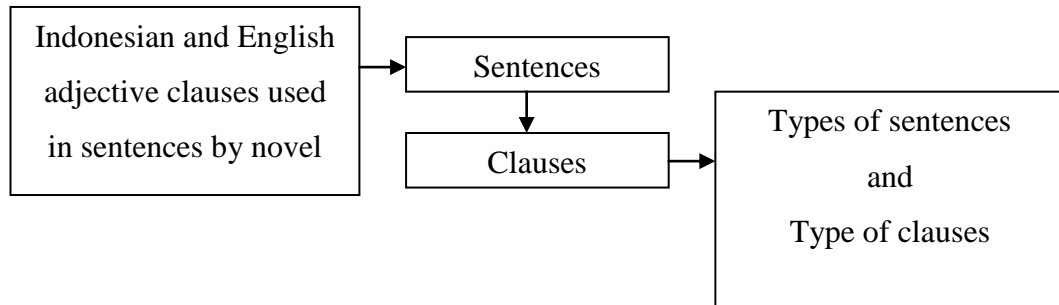 Indonesian and English
adjective clauses used
in sentences by novel
Sentences
Clauses
Types of sentences
and
Type of clauses